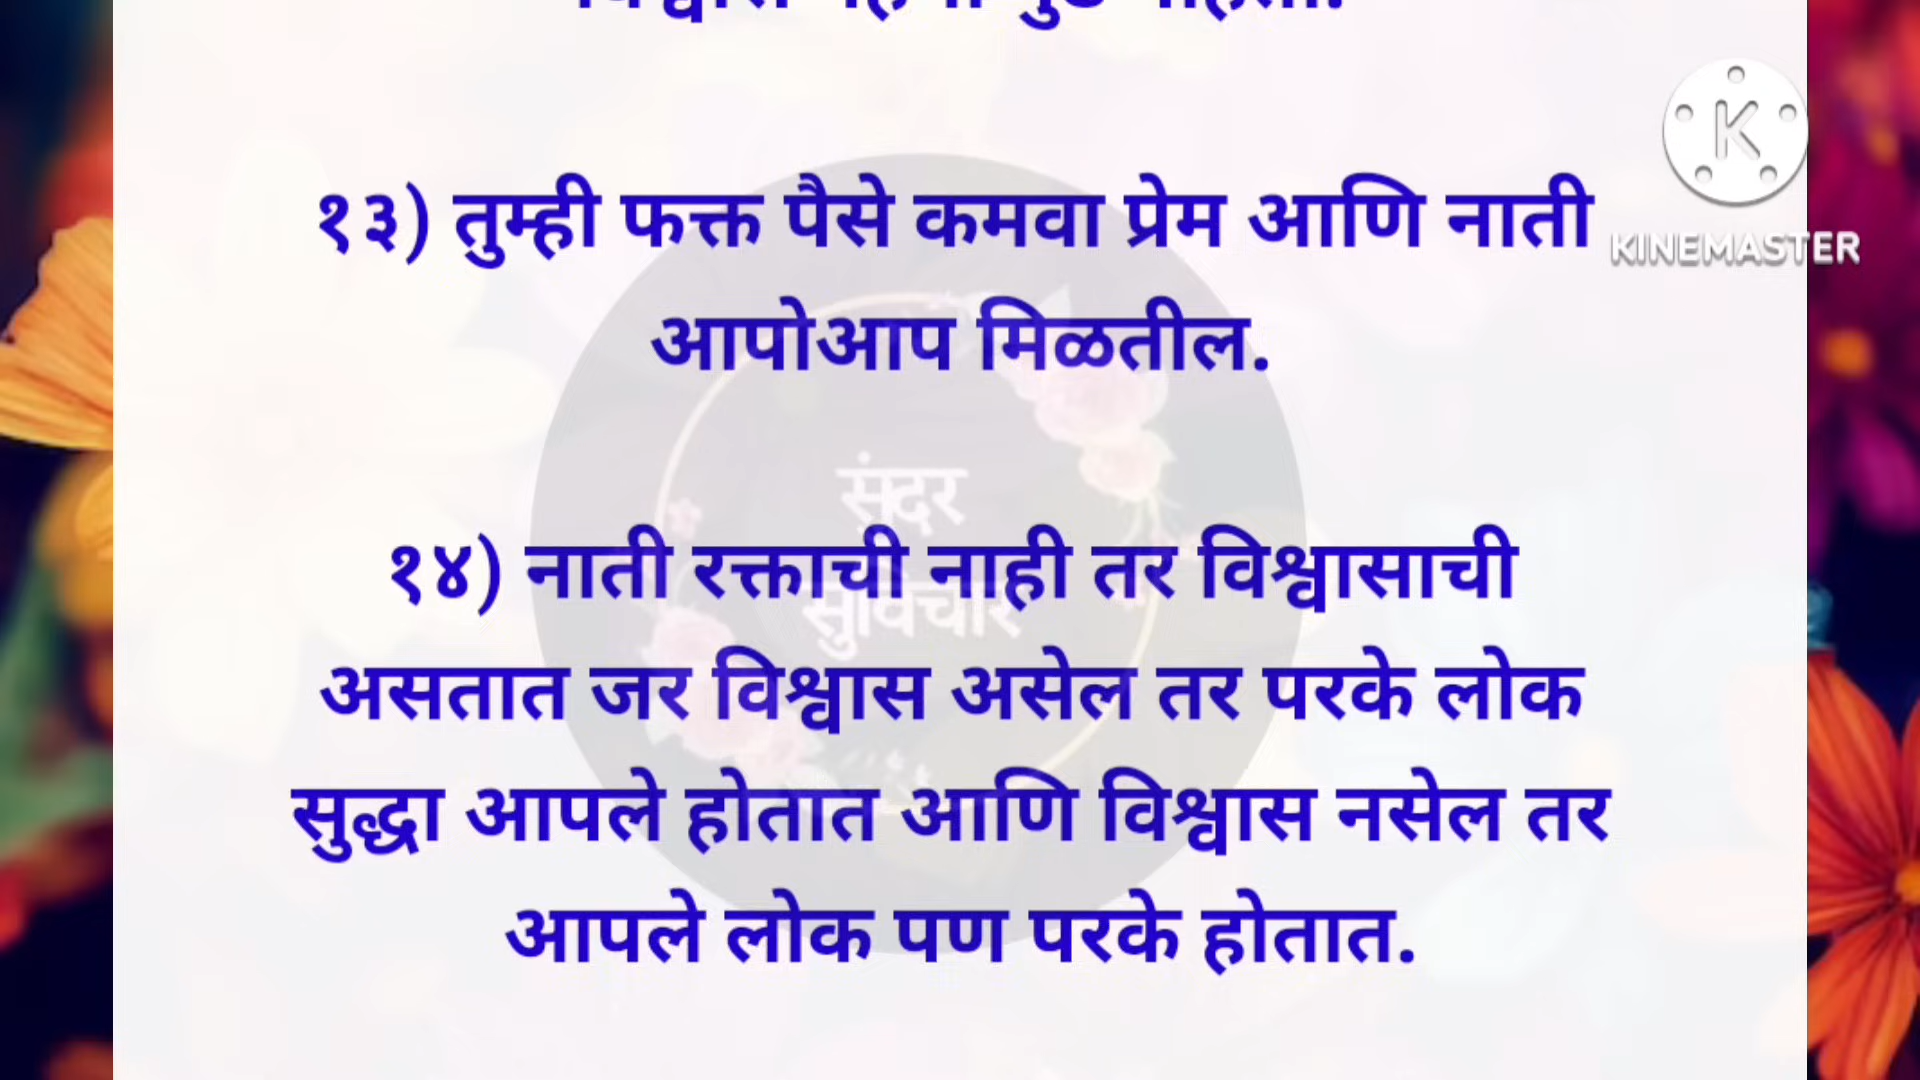 १३) तुम्ही फक्त पैसे कमवा प्रेम आणि नाती
आपोआप मिळतील.
१४) नाती रक्ताची नाही तर विश्वासाची
असतात जर विश्वास असेल तर परके लोक
सुद्धा आपले होतात आणि विश्वास नसेल तर
आपले लोक पण परके होतात.
सुंदर
सुविचार
K
KINEMASTER